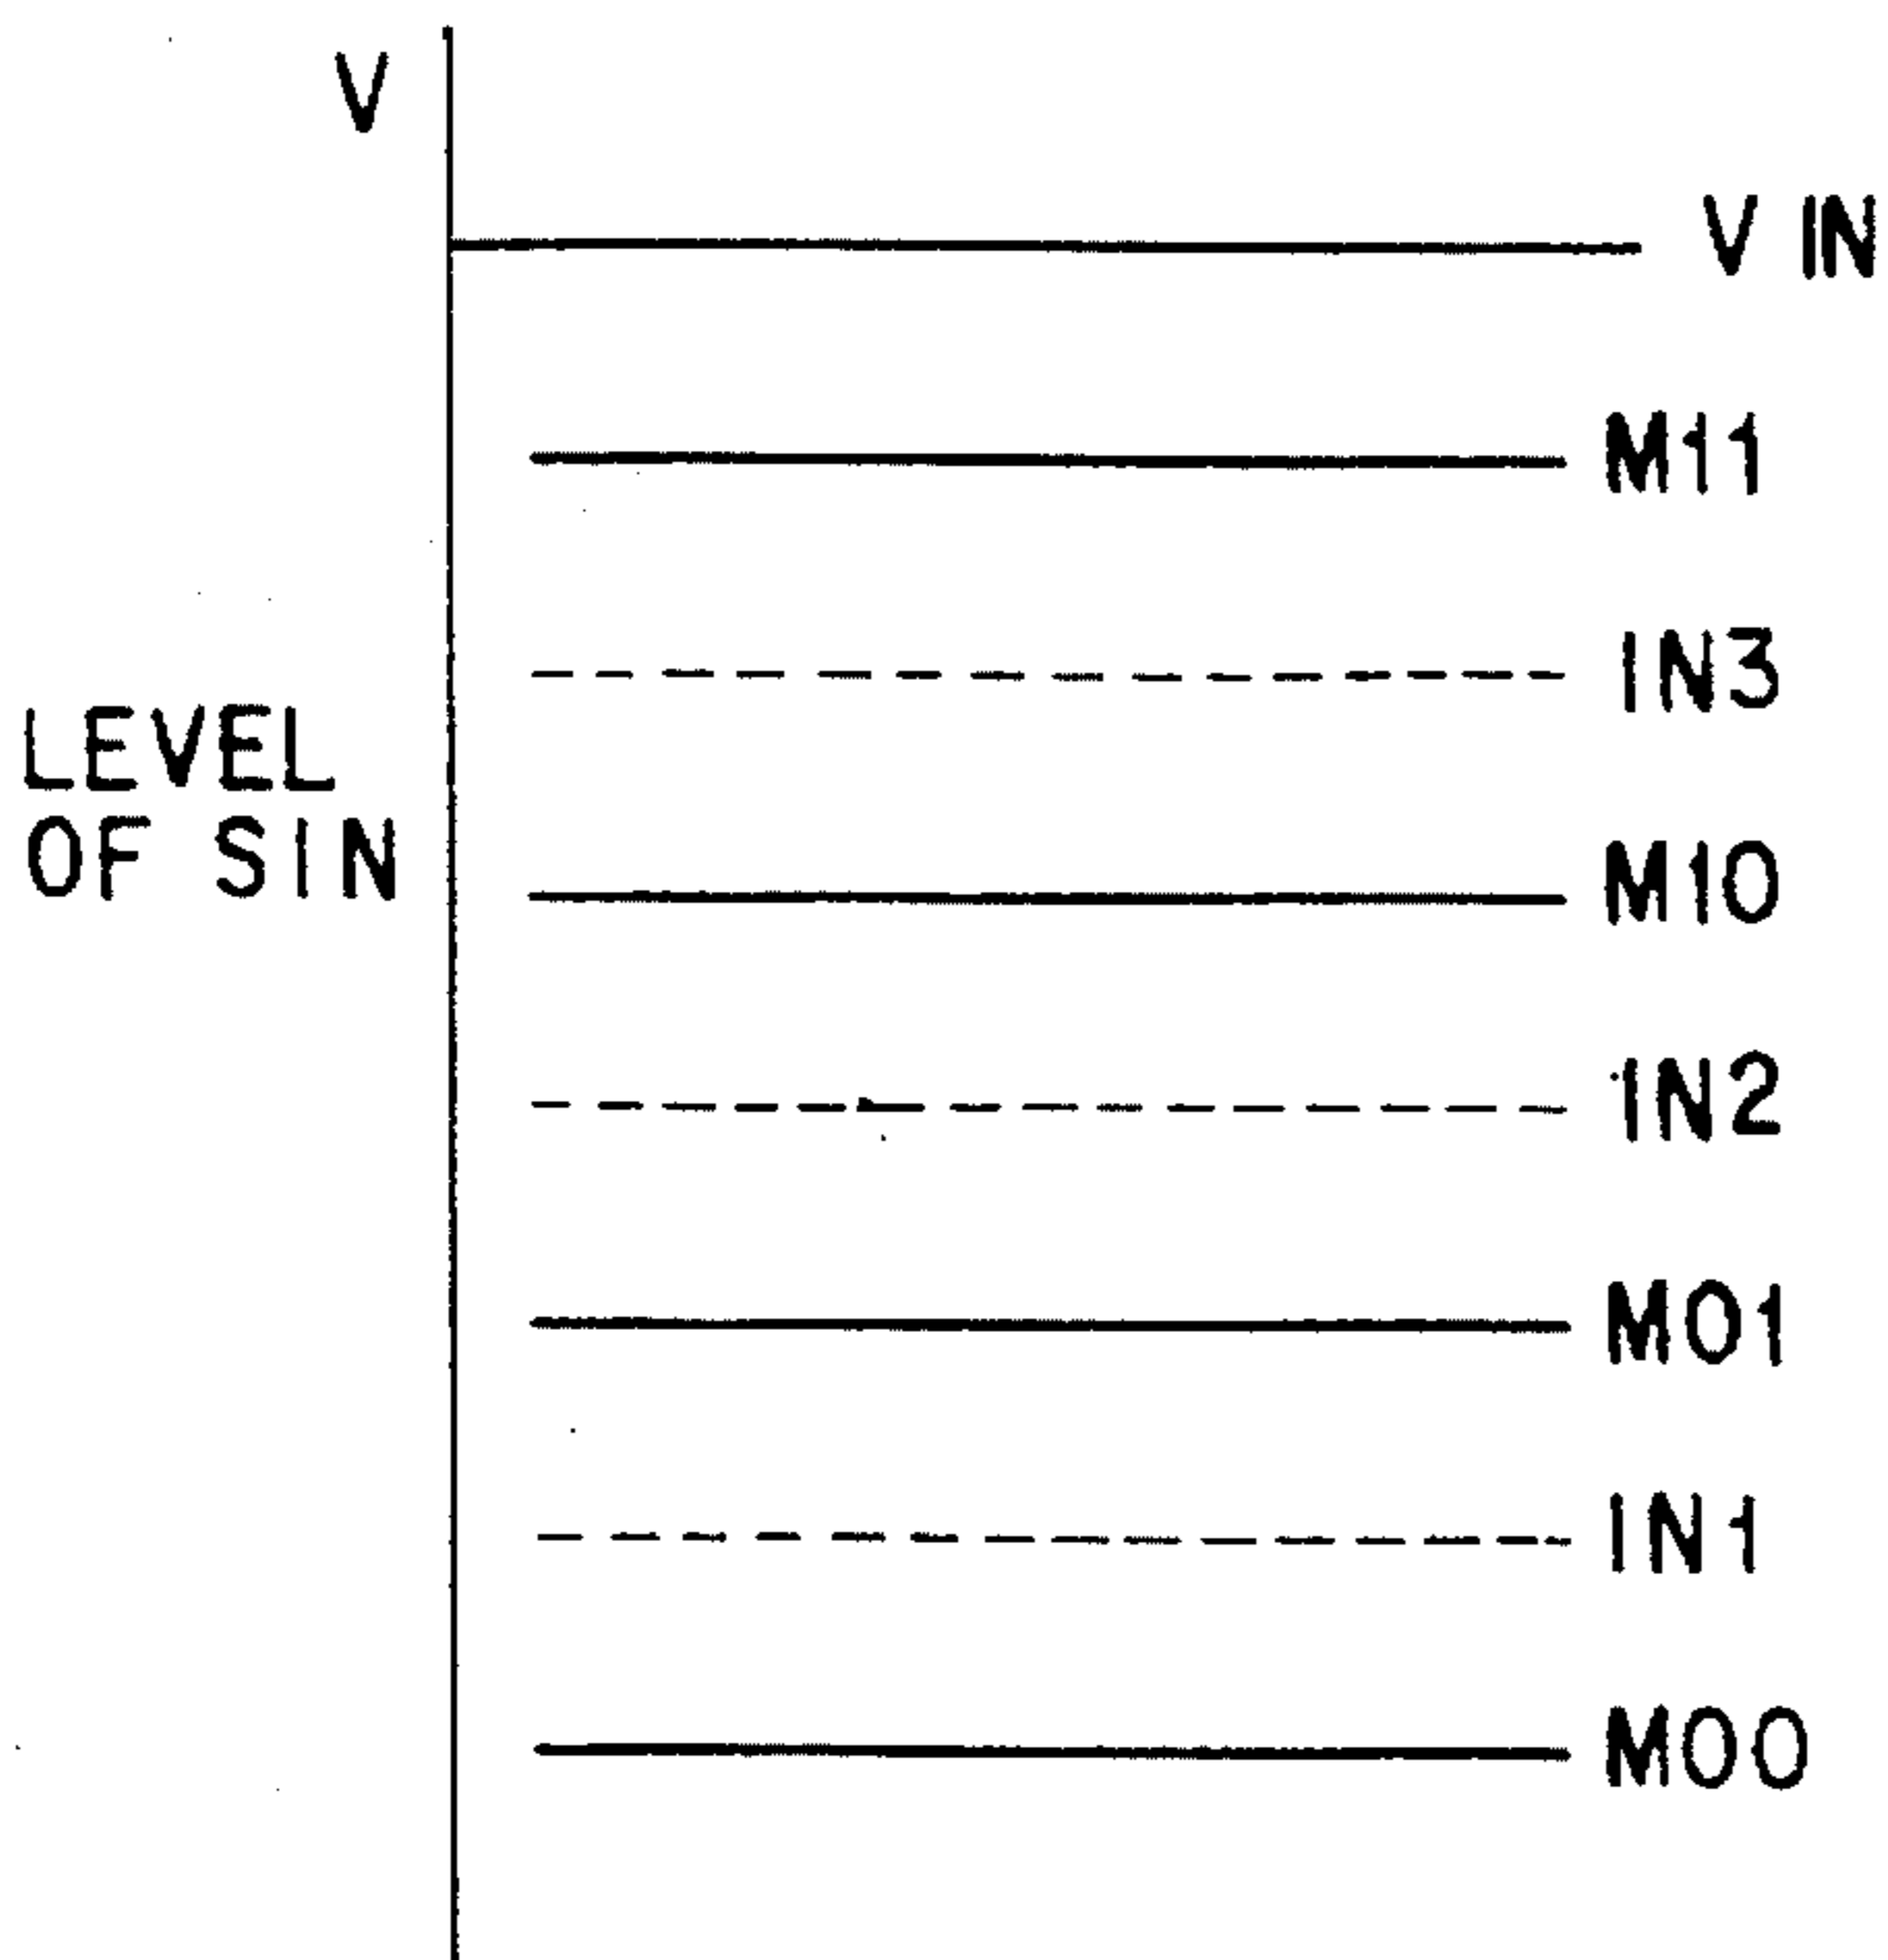 V
V IN
M11
IN3
LEVEL
OF SIN
M10
IN2
M01
IN1
M00